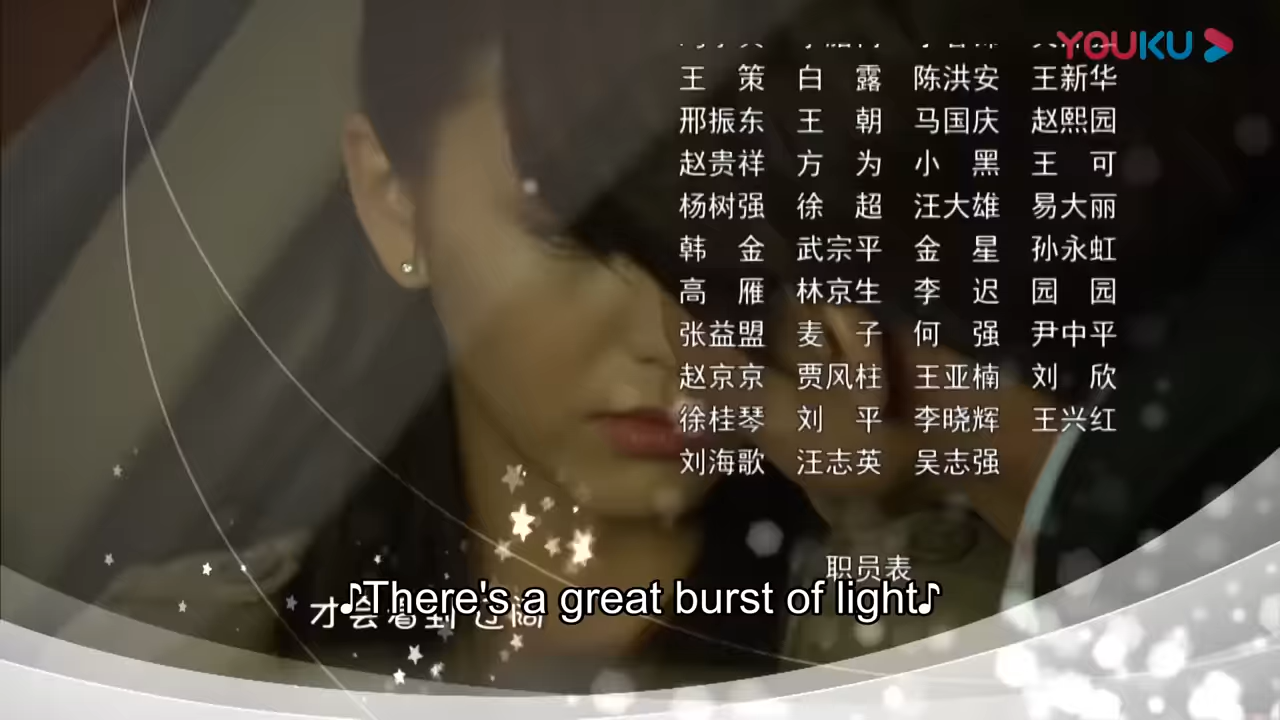 YOUKU
王 策 白 露 陈洪安 王新华
邢振东 王 朝 马国庆 赵熙园
赵贵祥 方 为 小 黑 王 可
杨树强 徐 超 汪大雄 易大丽
韩 金 武宗平 金 星 孙永虹
高 雁 林京生 李 迟 园 园
张益盟 麦 子 何 强 尹中平
赵京京 贾风柱 王亚楠 刘 欣
徐桂琴 刘 平 李晓辉 王兴红
刘海歌 汪志英 吴志强
职员表
♪There's a great burst of light♪
才会看到